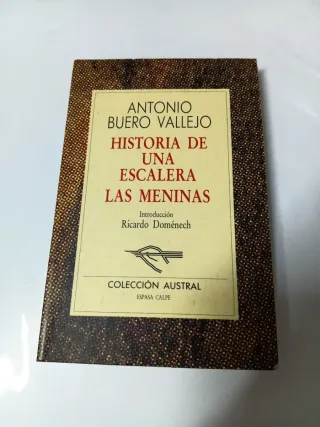 ANTONIO
BUERO VALLEJO
HISTORIA DE
UNA
ESCALERA
LAS MENINAS
Introducción
Ricardo Doménech
COLECCIÓN AUSTRAL
ESPASA CALPE